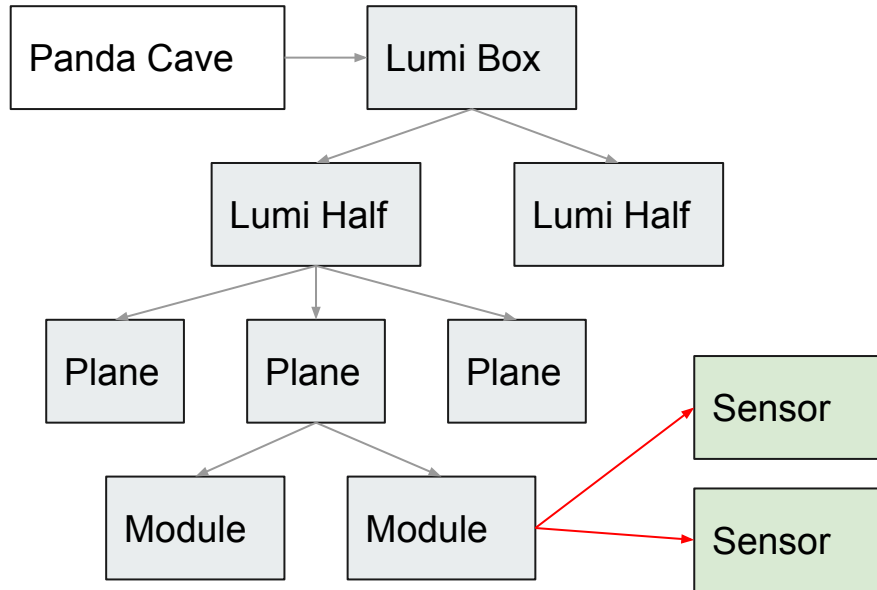 Panda Cave
Lumi Box
Lumi Half
Lumi Half
Plane
Plane
Plane
Sensor
Module
Module
Sensor